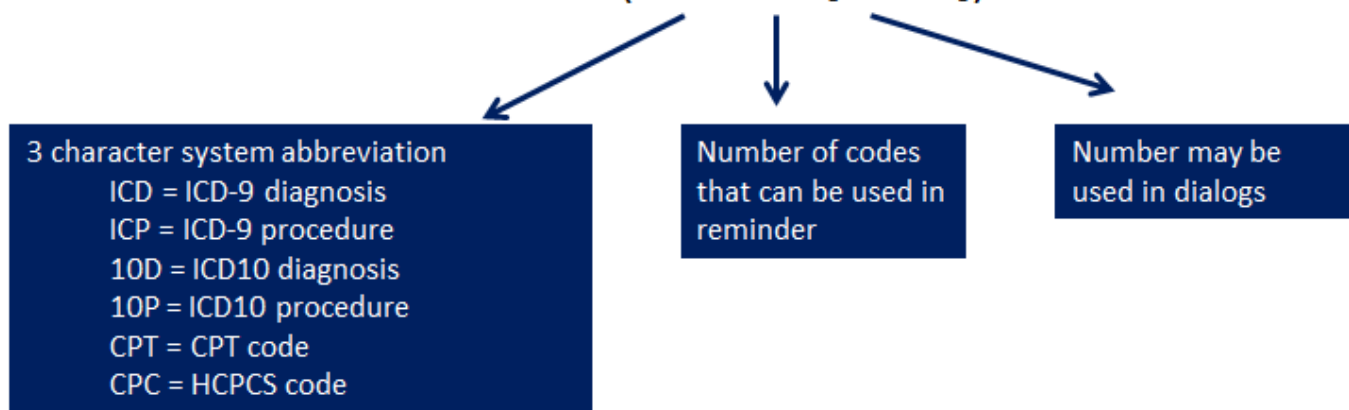 3 character system abbreviation
ICD = ICD-9 diagnosis
ICP = ICD-9 procedure
10D = ICD10 diagnosis
10P = ICD10 procedure
CPT = CPT code
CPC = HCPCS code
Number of codes
that can be used in
reminder
Number may be
used in dialogs